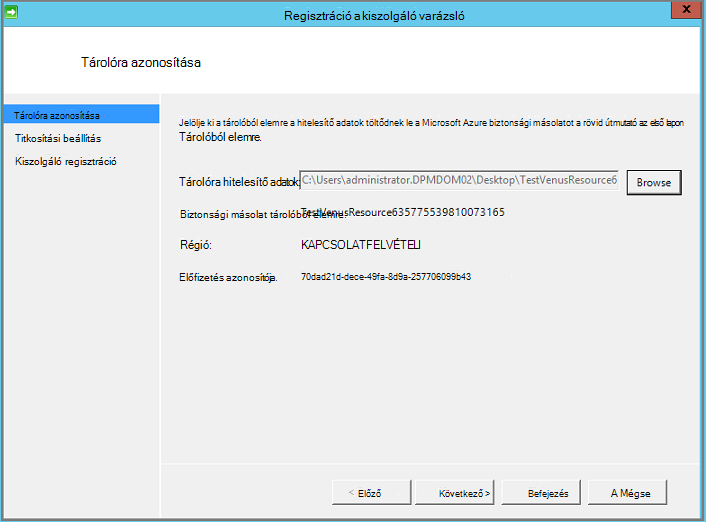 Regisztráció a kiszolgáló varázsló
X
Tárolóra azonosítása
Tárolóra azonosítása
Titkosítási beállítás
Kiszolgáló regisztráció
Jelölje ki a tárolóból elemre a hitelesítő adatok töltődnek le a Microsoft Azure biztonsági másolatot a rövid útmutató az első lapon
Tárolóból elemre.
Tárolóra hitelesítő adatok: C:\Users\administrator.DPMDOM02\Desktop\TestVenusResource6 Browse
Biztonsági másolat tárolóból elemre: TestVenusResource635775539810073165
Régió: KAPCSOLATFELVÉTELI
Előfizetés azonosítója. 70dad21d-dece-49fa-8d9a-257706099b43
< Előző Következő > Befejezés A Mégse